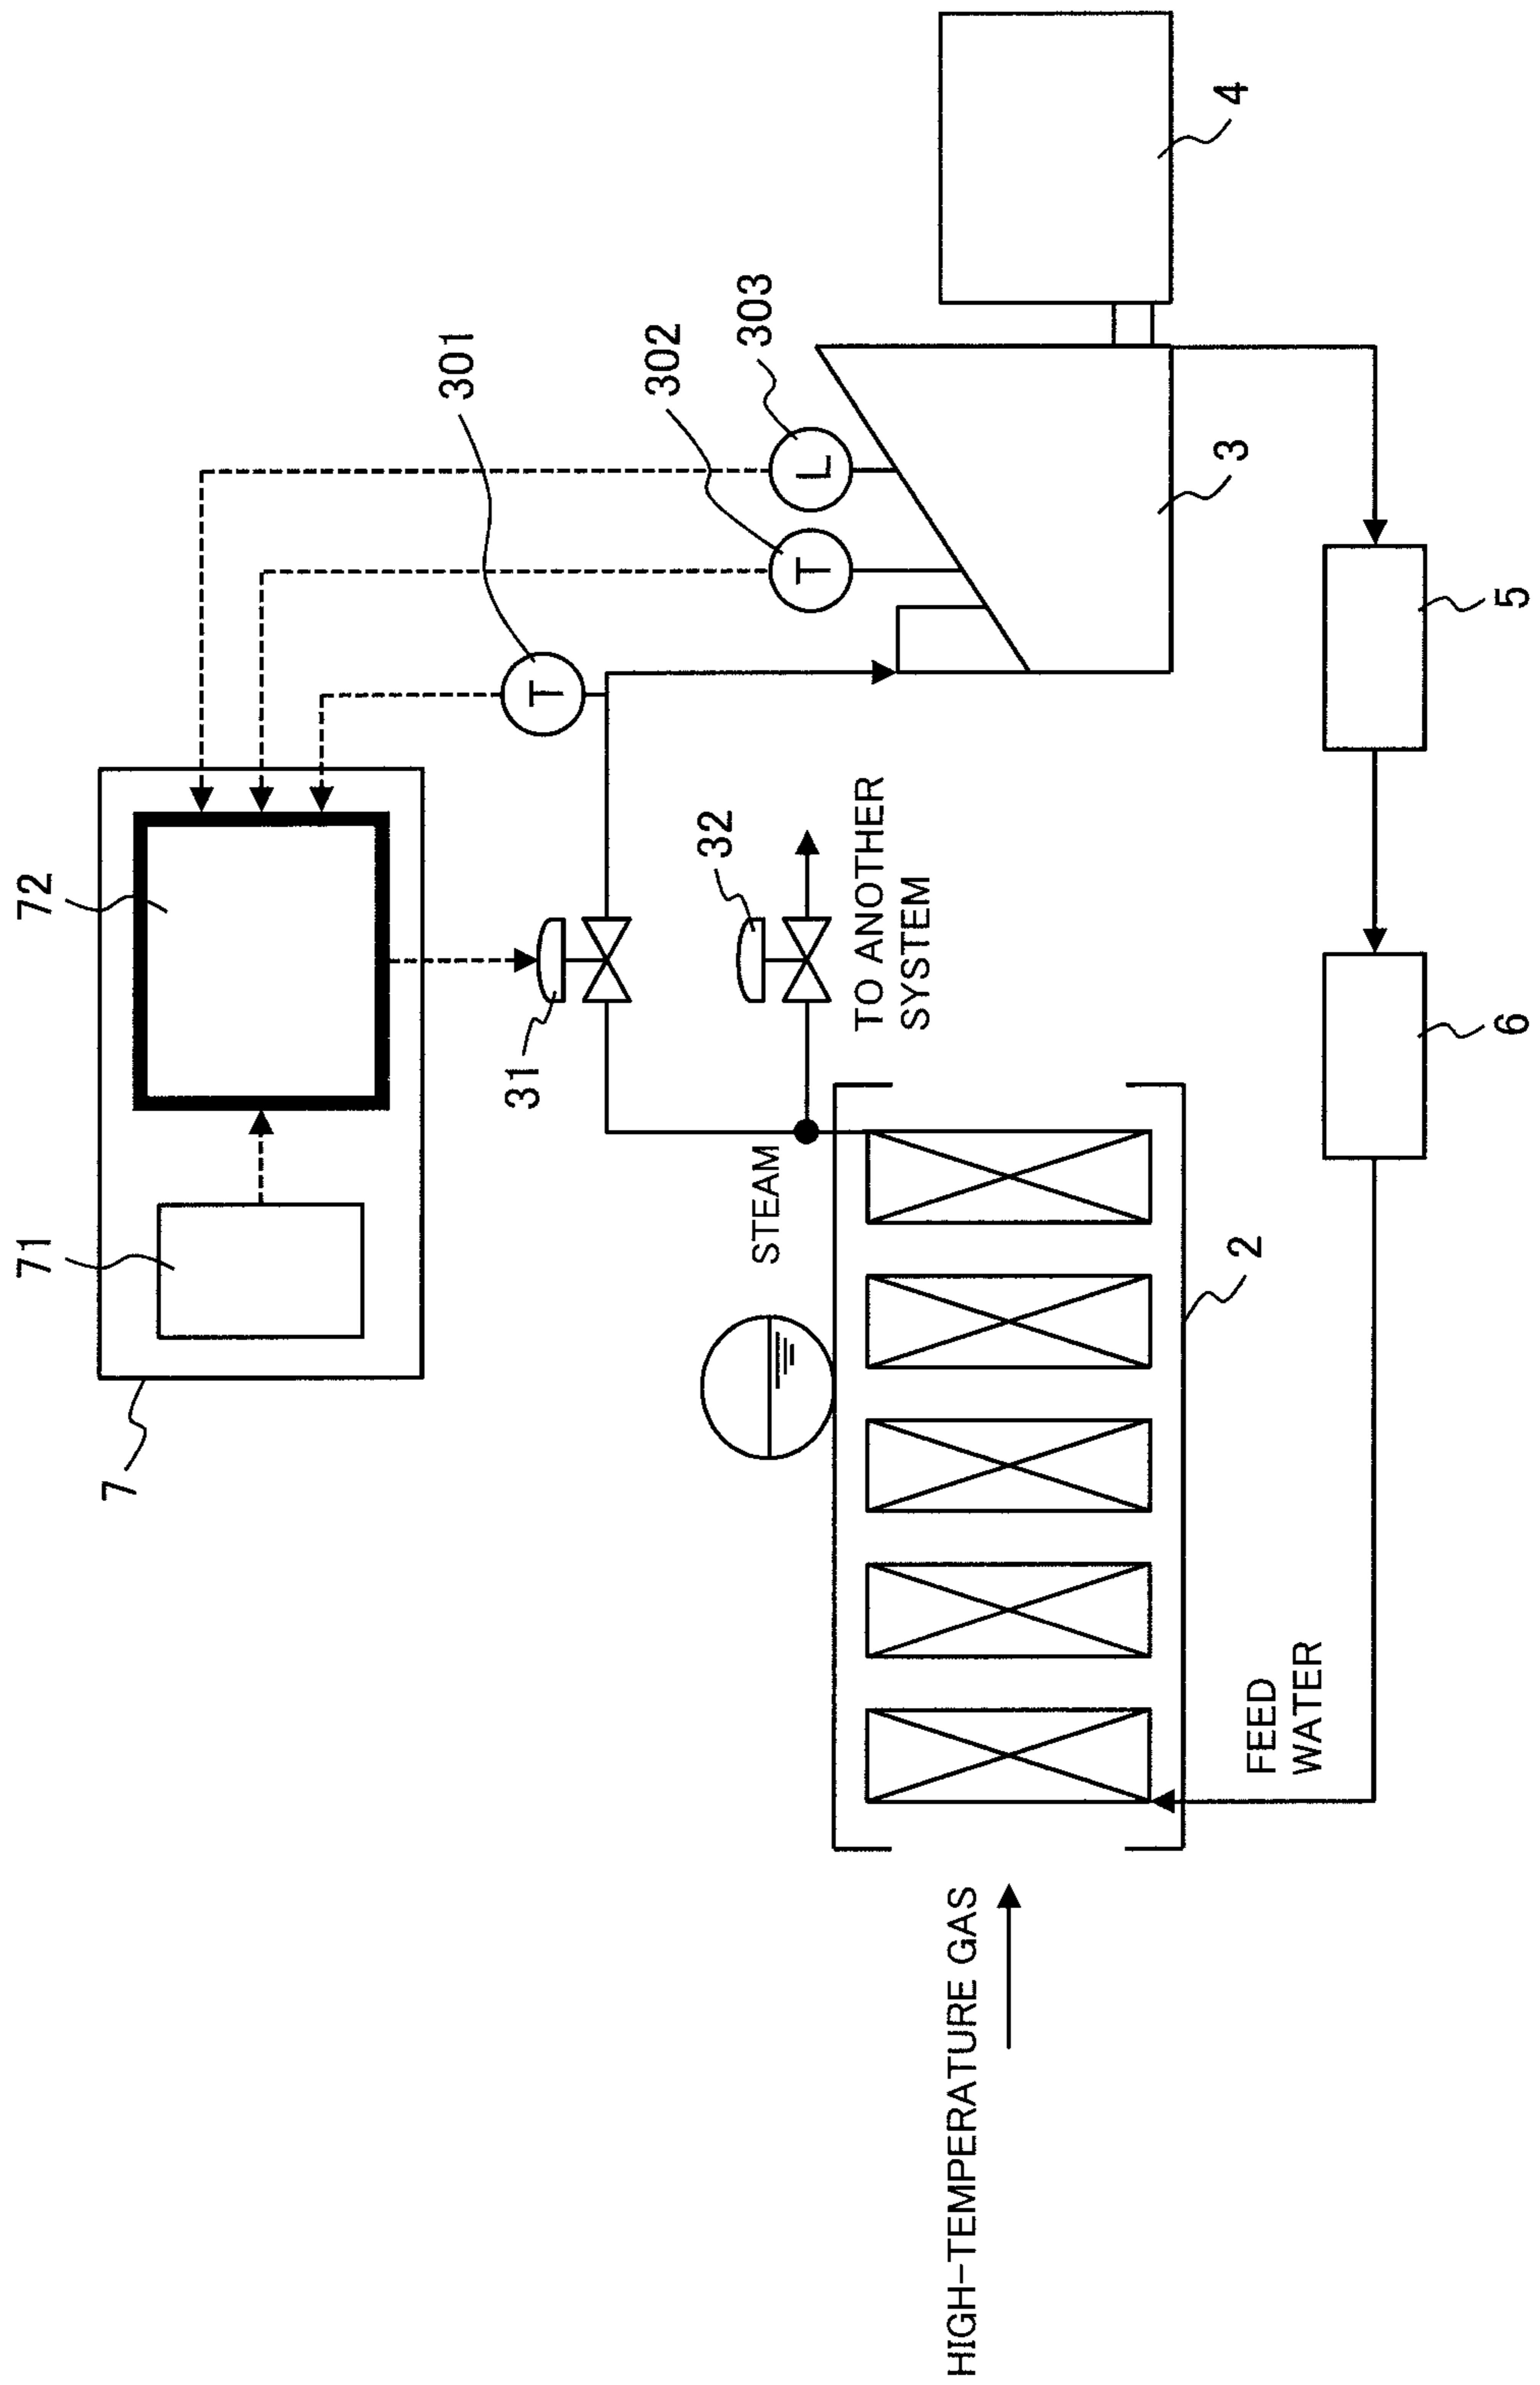 71
72
7
301
31
T
302
32
303
STEAM
T
L
TO ANOTHER
SYSTEM
HIGH-TEMPERATURE GAS
2
3
4
FEED
WATER
6
5